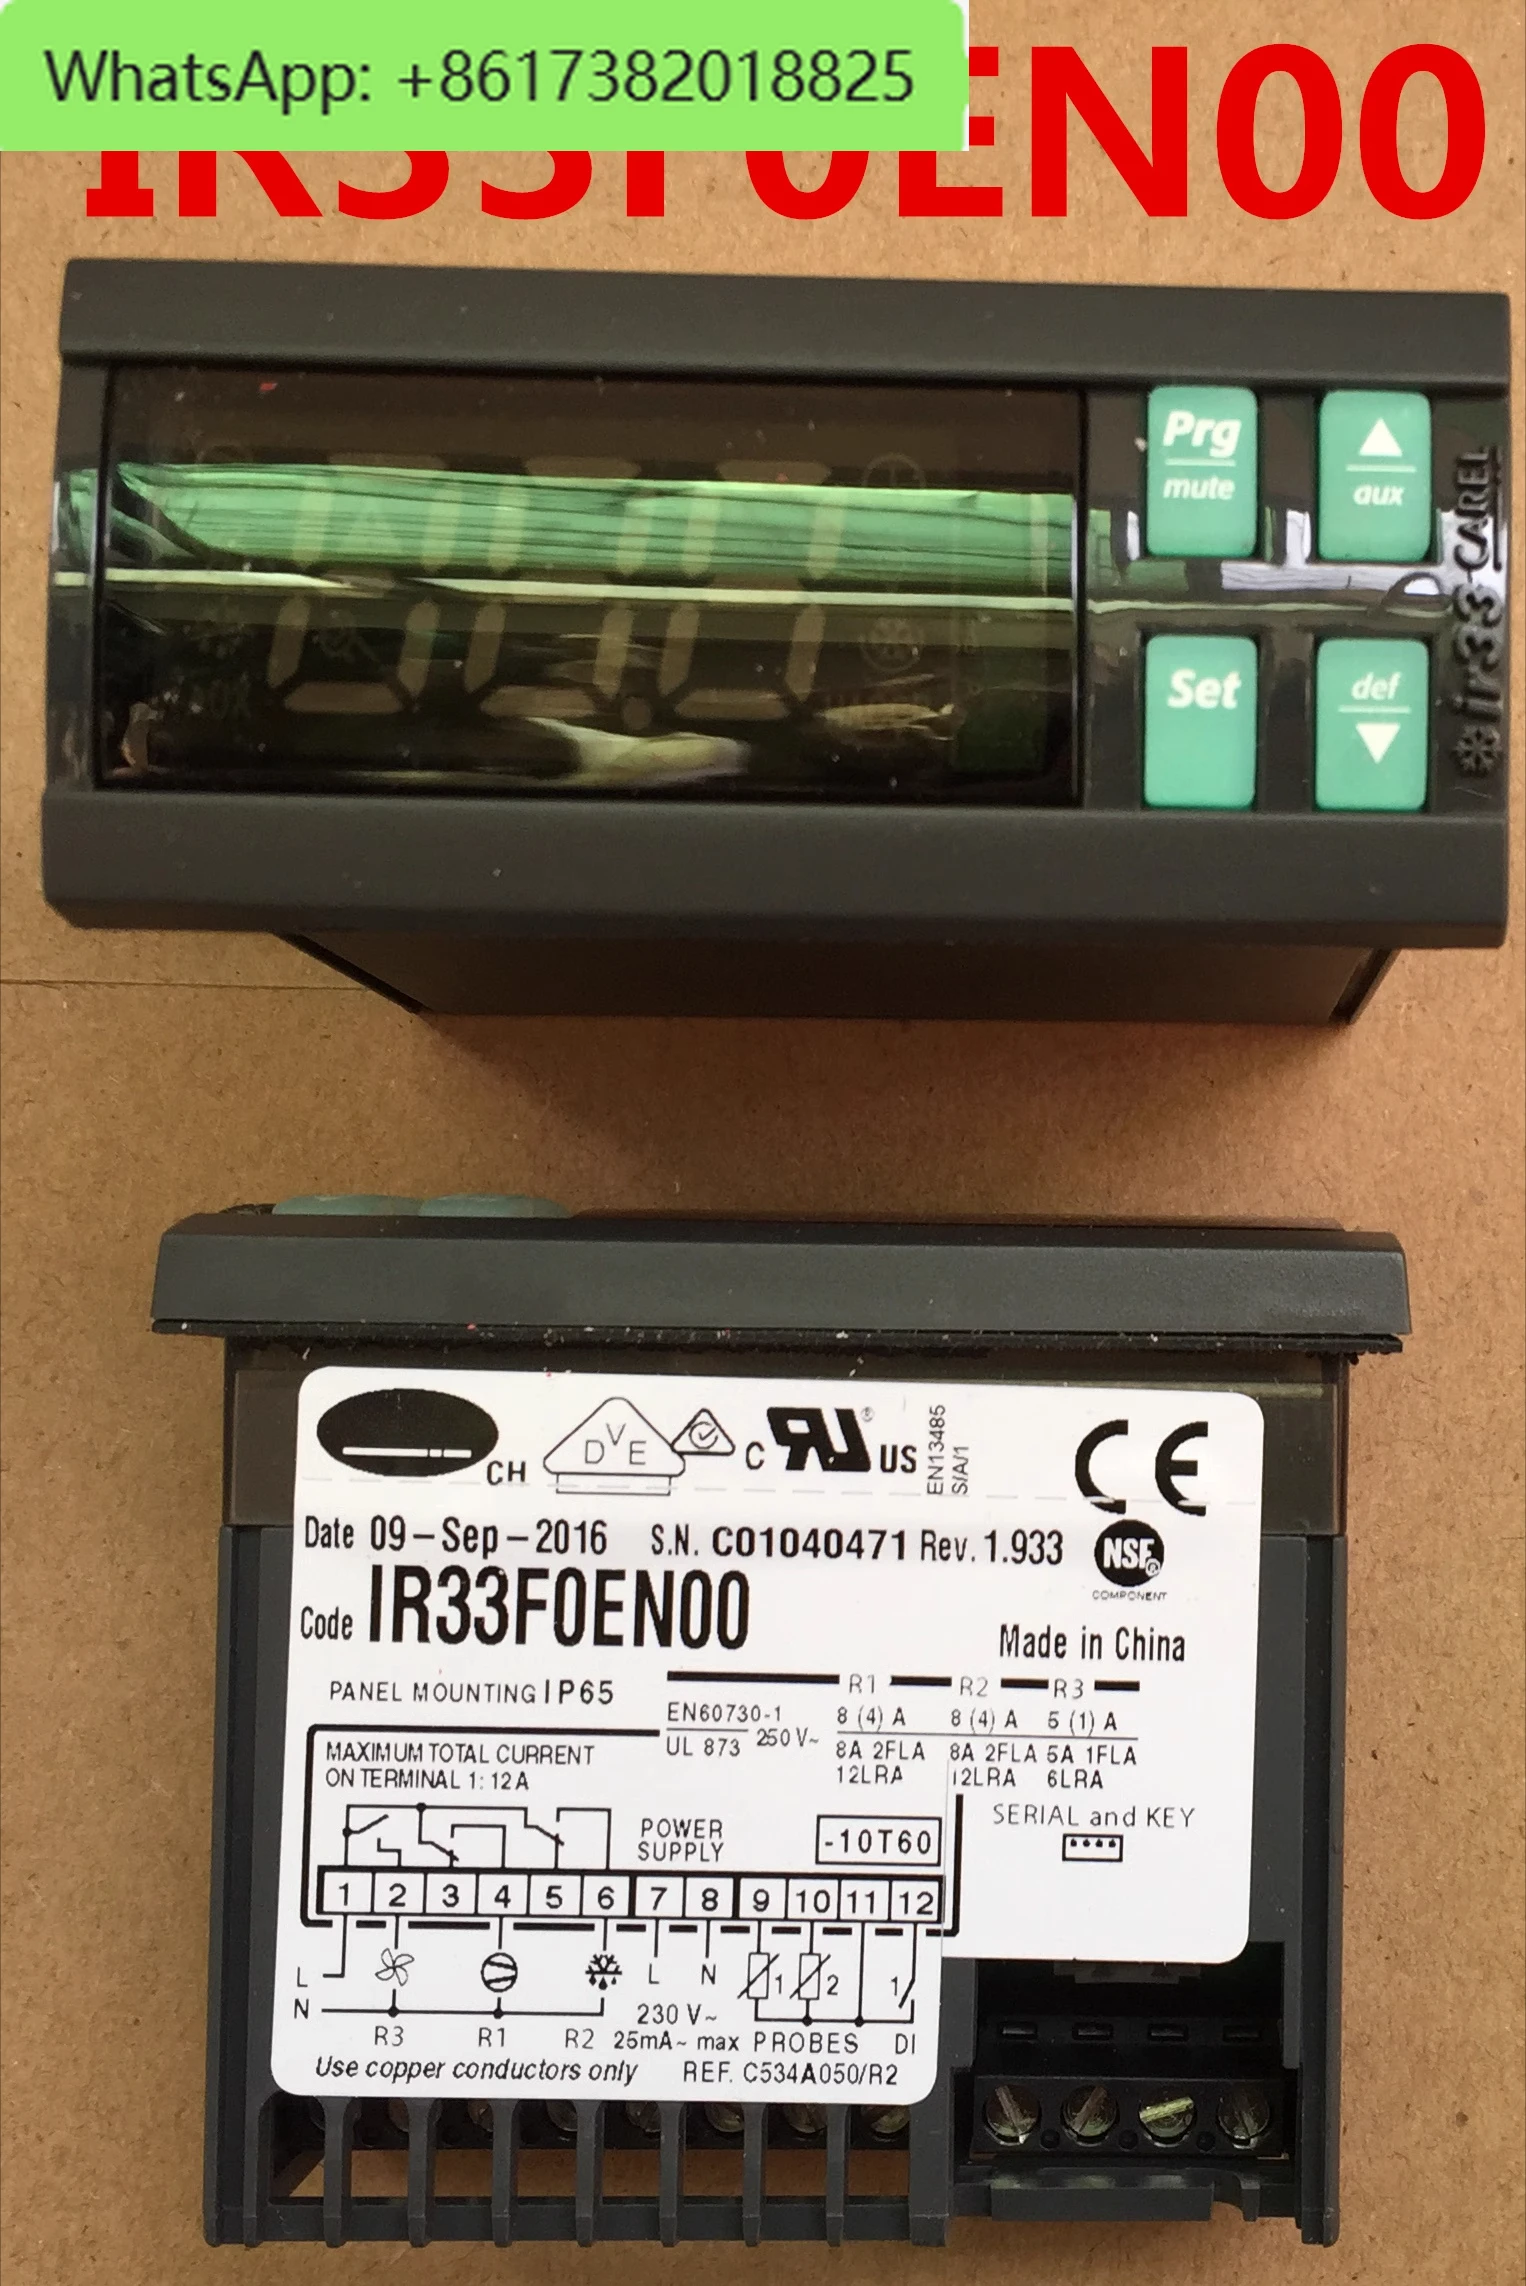 WhatsApp: +8617382018825
IR33F0EN00
Prg
mute
aux
Set
def
ir33 CAREL
CH
DVE
C RU® US
EN13485
S/A/1
CE
Date 09-Sep-2016 S.N. C01040471 Rev. 1.933
NSF®
COMPONENT
Code IR33F0EN00
Made in China
PANEL MOUNTING IP65
R1 R2 R3
EN60730-1 8 (4) A 8 (4) A 5 (1) A
UL 873 250 V~ 8A 2FLA 8A 2FLA 5A 1FLA
12LRA 12LRA 6LRA
MAXIMUM TOTAL CURRENT
ON TERMINAL 1: 12A
SERIAL and KEY
POWER
SUPPLY
-10T60
1 2 3 4 5 6 7 8 9 10 11 12
L L N 1 2 1
N 230 V~
R3 R1 R2 25mA~ max PROBES DI
Use copper conductors only REF. C534A050/R2